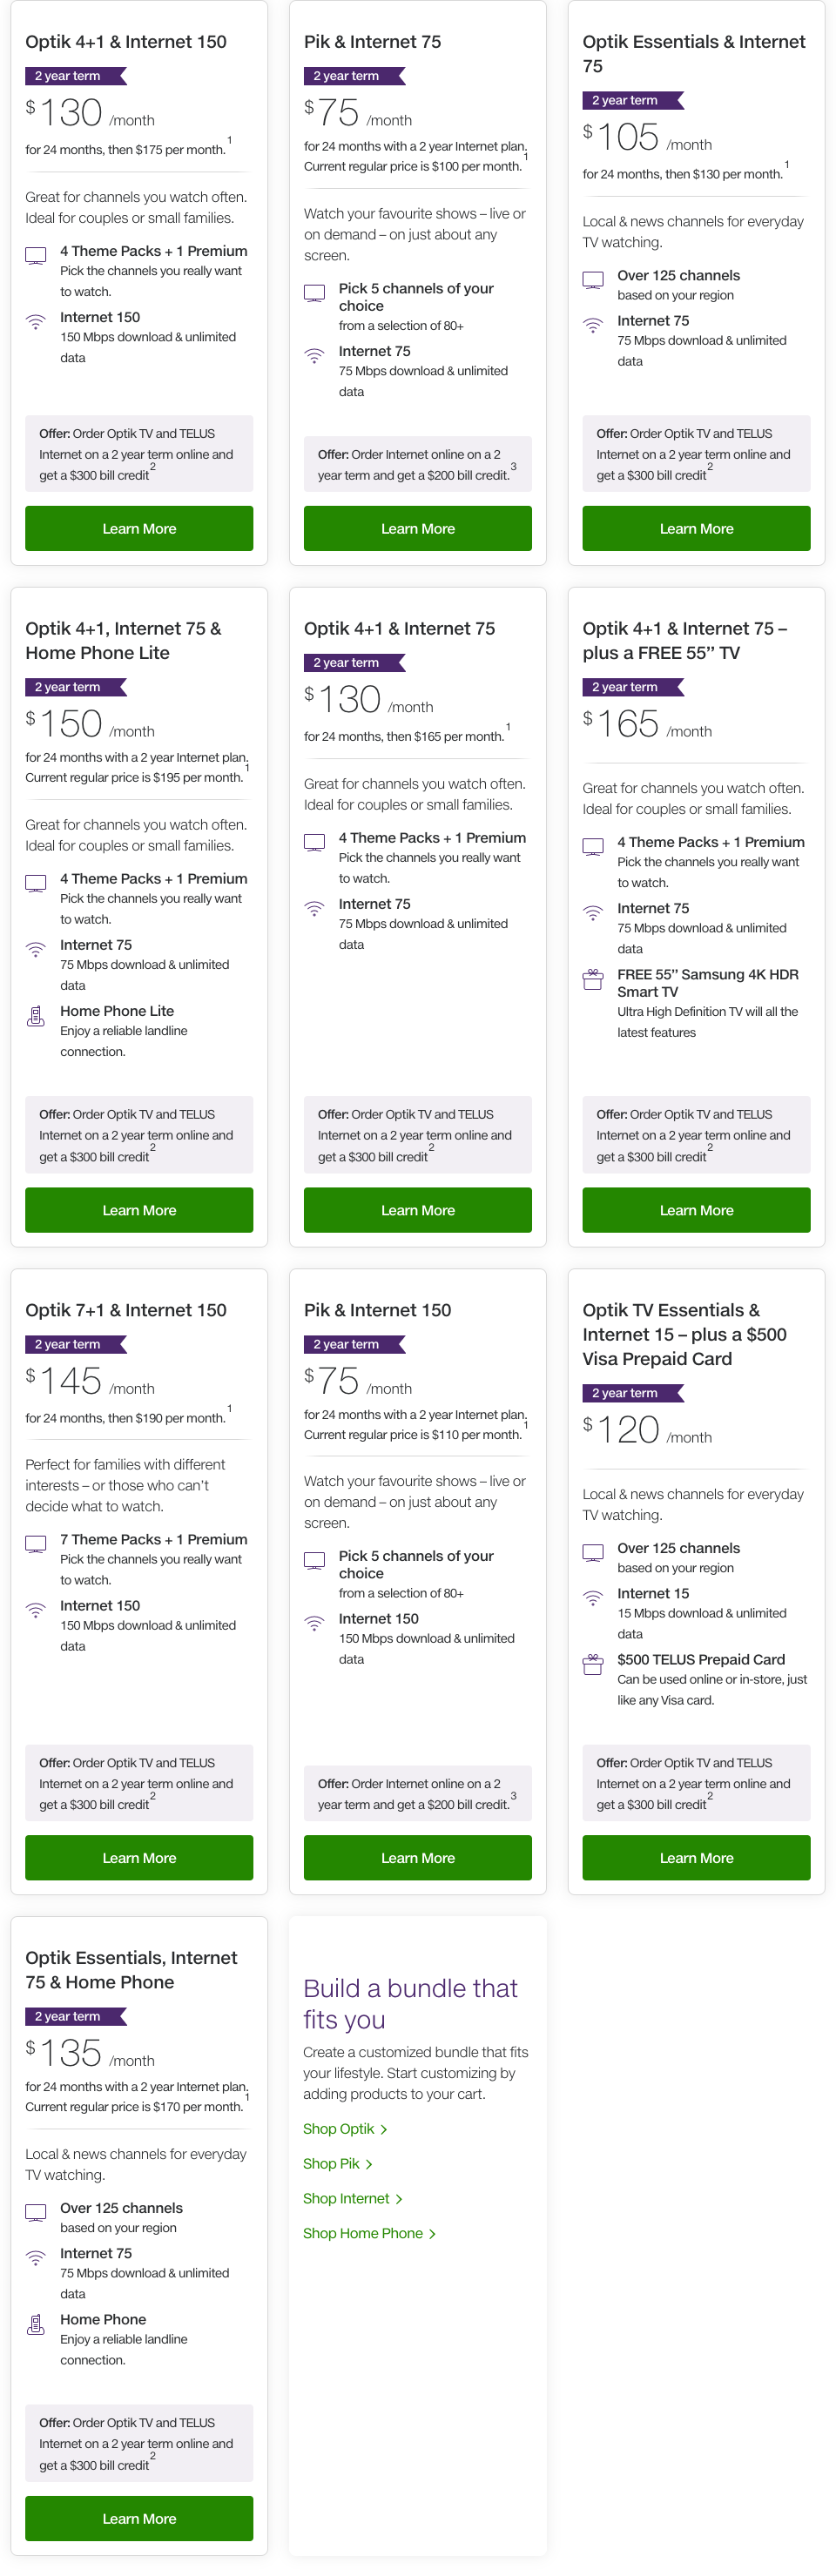 Optik 4+1 & Internet 150
2 year term
$130 /month
for 24 months, then $175 per month.1
Great for channels you watch often.
Ideal for couples or small families.
4 Theme Packs + 1 Premium
Pick the channels you really want
to watch.
Internet 150
150 Mbps download & unlimited
data
Offer: Order Optik TV and TELUS
Internet on a 2 year term online and
get a $300 bill credit2
Learn More
Pik & Internet 75
2 year term
$75 /month
for 24 months with a 2 year Internet plan.
Current regular price is $100 per month.1
Watch your favourite shows – live or
on demand – on just about any
screen.
Pick 5 channels of your
choice
from a selection of 80+
Internet 75
75 Mbps download & unlimited
data
Offer: Order Internet online on a 2
year term and get a $200 bill credit.3
Learn More
Optik Essentials & Internet
75
2 year term
$105 /month
for 24 months, then $130 per month.1
Local & news channels for everyday
TV watching.
Over 125 channels
based on your region
Internet 75
75 Mbps download & unlimited
data
Offer: Order Optik TV and TELUS
Internet on a 2 year term online and
get a $300 bill credit2
Learn More
Optik 4+1, Internet 75 &
Home Phone Lite
2 year term
$150 /month
for 24 months with a 2 year Internet plan.
Current regular price is $195 per month.1
Great for channels you watch often.
Ideal for couples or small families.
4 Theme Packs + 1 Premium
Pick the channels you really want
to watch.
Internet 75
75 Mbps download & unlimited
data
Home Phone Lite
Enjoy a reliable landline
connection.
Offer: Order Optik TV and TELUS
Internet on a 2 year term online and
get a $300 bill credit2
Learn More
Optik 4+1 & Internet 75
2 year term
$130 /month
for 24 months, then $165 per month.1
Great for channels you watch often.
Ideal for couples or small families.
4 Theme Packs + 1 Premium
Pick the channels you really want
to watch.
Internet 75
75 Mbps download & unlimited
data
Offer: Order Optik TV and TELUS
Internet on a 2 year term online and
get a $300 bill credit2
Learn More
Optik 4+1 & Internet 75 –
plus a FREE 55” TV
2 year term
$165 /month
Great for channels you watch often.
Ideal for couples or small families.
4 Theme Packs + 1 Premium
Pick the channels you really want
to watch.
Internet 75
75 Mbps download & unlimited
data
FREE 55” Samsung 4K HDR
Smart TV
Ultra High Definition TV will all the
latest features
Offer: Order Optik TV and TELUS
Internet on a 2 year term online and
get a $300 bill credit2
Learn More
Optik 7+1 & Internet 150
2 year term
$145 /month
for 24 months, then $190 per month.1
Perfect for families with different
interests – or those who can't
decide what to watch.
7 Theme Packs + 1 Premium
Pick the channels you really want
to watch.
Internet 150
150 Mbps download & unlimited
data
Offer: Order Optik TV and TELUS
Internet on a 2 year term online and
get a $300 bill credit2
Learn More
Pik & Internet 150
2 year term
$75 /month
for 24 months with a 2 year Internet plan.
Current regular price is $110 per month.1
Watch your favourite shows – live or
on demand – on just about any
screen.
Pick 5 channels of your
choice
from a selection of 80+
Internet 150
150 Mbps download & unlimited
data
Offer: Order Internet online on a 2
year term and get a $200 bill credit.3
Learn More
Optik TV Essentials &
Internet 15 – plus a $500
Visa Prepaid Card
2 year term
$120 /month
Local & news channels for everyday
TV watching.
Over 125 channels
based on your region
Internet 15
15 Mbps download & unlimited
data
$500 TELUS Prepaid Card
Can be used online or in-store, just
like any Visa card.
Offer: Order Optik TV and TELUS
Internet on a 2 year term online and
get a $300 bill credit2
Learn More
Optik Essentials, Internet
75 & Home Phone
2 year term
$135 /month
for 24 months with a 2 year Internet plan.
Current regular price is $170 per month.1
Local & news channels for everyday
TV watching.
Over 125 channels
based on your region
Internet 75
75 Mbps download & unlimited
data
Home Phone
Enjoy a reliable landline
connection.
Offer: Order Optik TV and TELUS
Internet on a 2 year term online and
get a $300 bill credit2
Learn More
Build a bundle that
fits you
Create a customized bundle that fits
your lifestyle. Start customizing by
adding products to your cart.
Shop Optik
Shop Pik
Shop Internet
Shop Home Phone